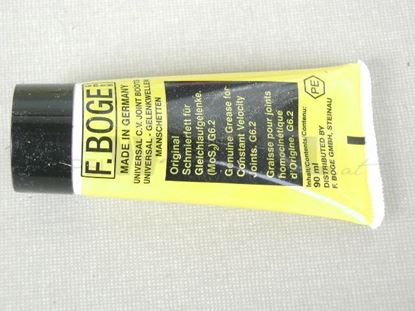 F. BOGE
MADE IN GERMANY
UNIVERSAL C.V. JOINT BOOTS
UNIVERSAL - GELENKWELLEN
MANSCHETTEN
Original
Schmierfett für
Gleichlaufgelenke.
(MoS2) G6.2
Genuine Grease for
Constant Velocity
Joints. G6.2
Graisse pour joints
homocinétique
d'Origine. G6.2
PE
Inhalt/Contents/Contenu:
90 ml
DISTRIBUTED BY
F. BOGE GMBH, STEINAU